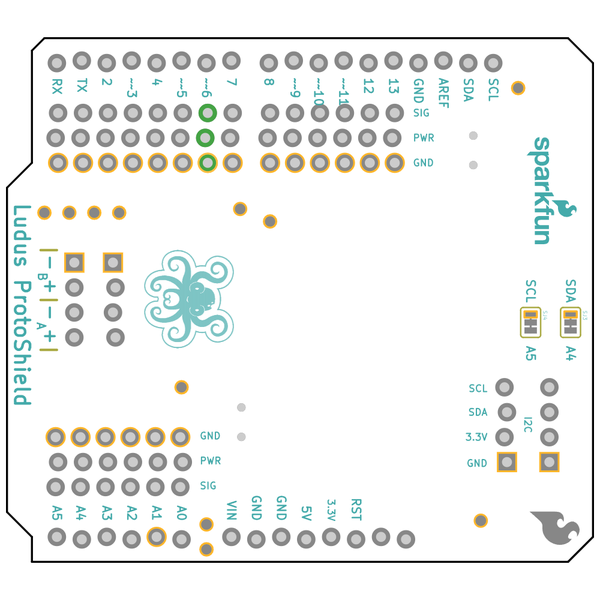 RX TX 2 ~~3 4 ~~5 ~~6 7 8 ~~9 ~~10 ~~11 12 13 GND AREF SDA SCL
SIG
PWR
GND
sparkfun
Ludus ProtoShield
- B +
- A +
SCL
A5
SDA
A4
SCL
SDA
3.3V
GND
I2C
GND
PWR
SIG
A5 A4 A3 A2 A1 A0 VIN GND GND 5V 3.3V RST